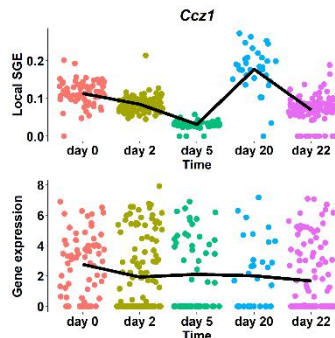 Ccz1
Local SGE
0.2
0.1
0.0
day 0 day 2 day 5 day 20 day 22
Time
Gene expression
8
6
4
2
0
day 0 day 2 day 5 day 20 day 22
Time